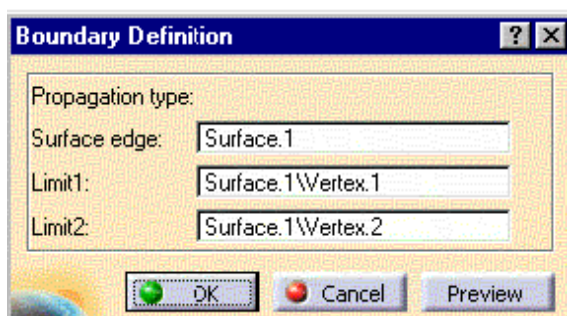 Boundary Definition ? ×
Propagation type:
Surface edge: Surface.1
Limit1: Surface.1\Vertex.1
Limit2: Surface.1\Vertex.2
OK Cancel Preview